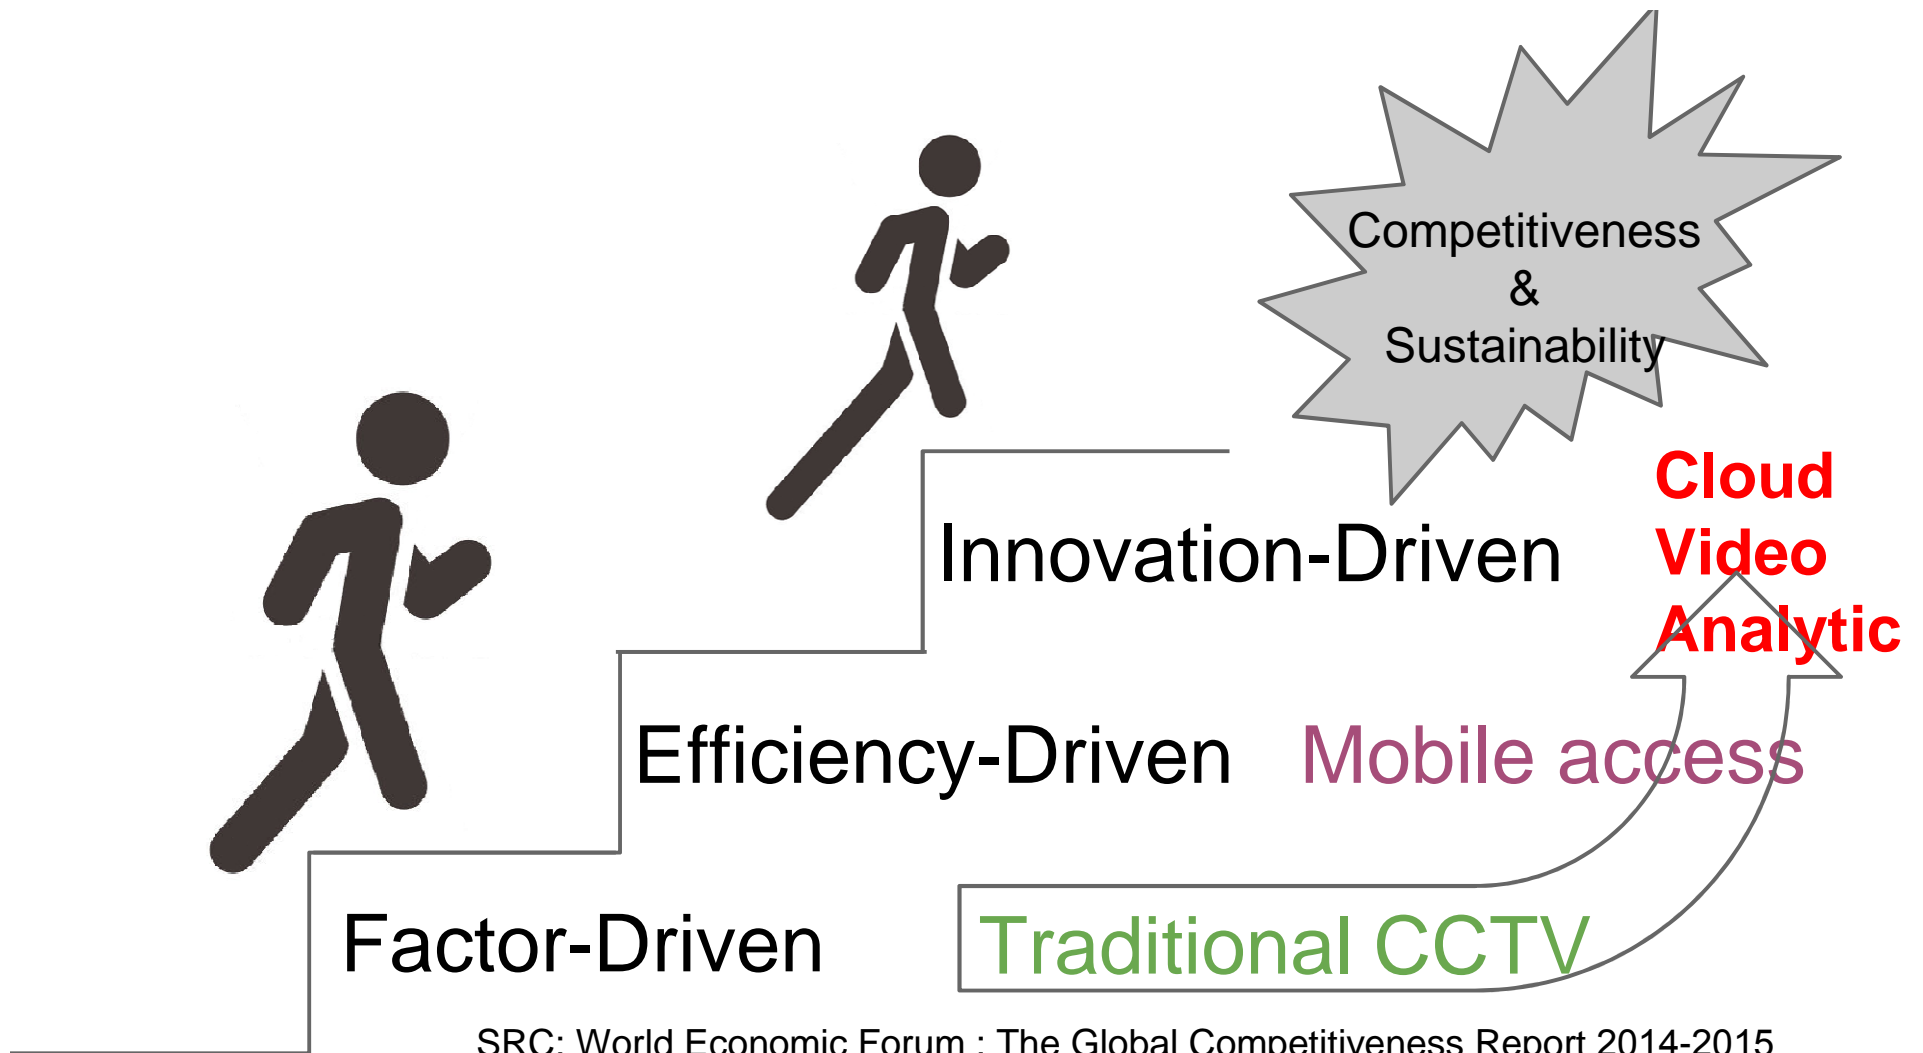 Competitiveness
&
Sustainability
Cloud
Video
Analytic
Innovation-Driven
Efficiency-Driven Mobile access
Factor-Driven Traditional CCTV
SRC: World Economic Forum : The Global Competitiveness Report 2014-2015